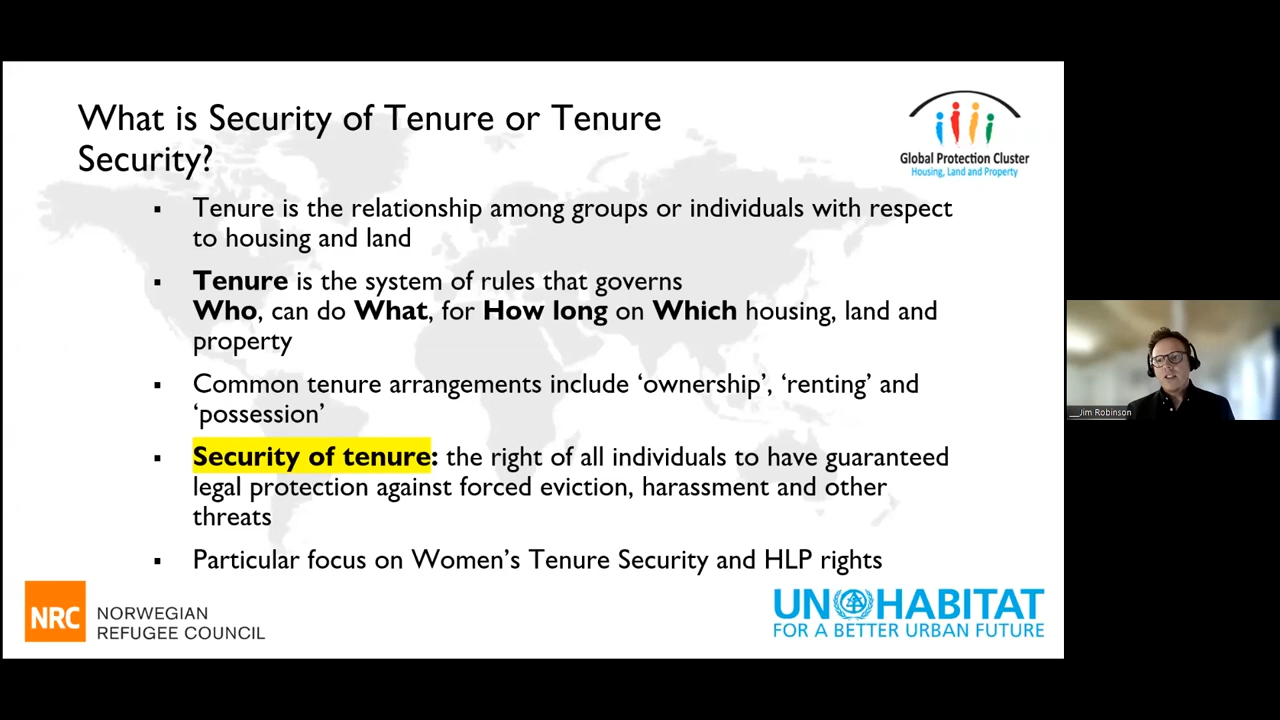 What is Security of Tenure or Tenure
Security?
Global Protection Cluster
Housing, Land and Property
▪ Tenure is the relationship among groups or individuals with respect
to housing and land
▪ Tenure is the system of rules that governs
Who, can do What, for How long on Which housing, land and
property
▪ Common tenure arrangements include ‘ownership’, ‘renting’ and
‘possession’
▪ Security of tenure: the right of all individuals to have guaranteed
legal protection against forced eviction, harassment and other
threats
▪ Particular focus on Women’s Tenure Security and HLP rights
NRC
NORWEGIAN
REFUGEE COUNCIL
UN HABITAT
FOR A BETTER URBAN FUTURE
__Jim Robinson